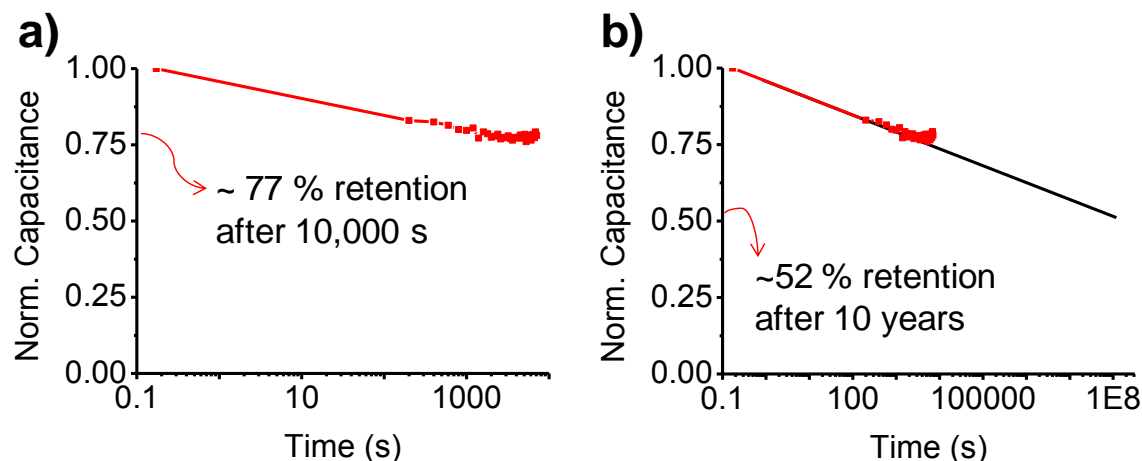 a)
1.00
0.75
0.50
0.25
0.00
Norm. Capacitance
~ 77 % retention
after 10,000 s
0.1
10
1000
Time (s)
b)
1.00
0.75
0.50
0.25
0.00
Norm. Capacitance
~52 % retention
after 10 years
0.1
100
100000
1E8
Time (s)